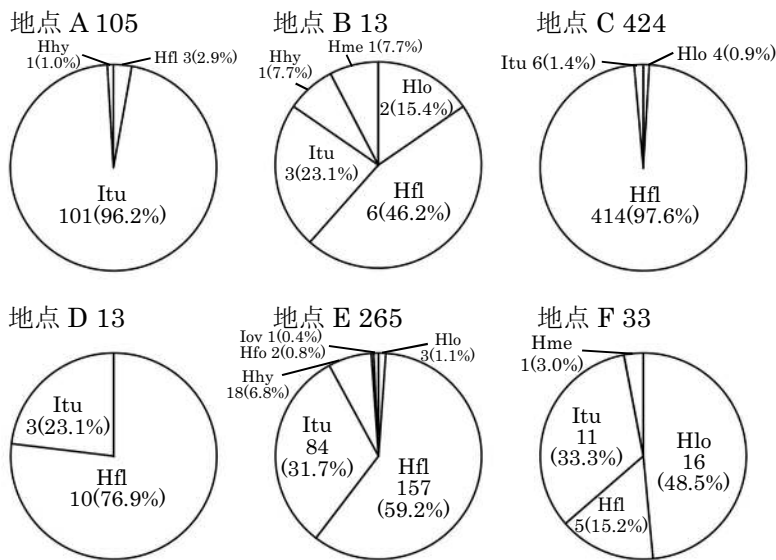 地点 A 105
Hhy
1(1.0%)
Hfl 3(2.9%)
Itu
101(96.2%)
地点 B 13
Hme 1(7.7%)
Hhy
1(7.7%)
Hlo
2(15.4%)
Itu
3(23.1%)
Hfl
6(46.2%)
地点 C 424
Itu 6(1.4%)
Hlo 4(0.9%)
Hfl
414(97.6%)
地点 D 13
Itu
3(23.1%)
Hfl
10(76.9%)
地点 E 265
Iov 1(0.4%)
Hfo 2(0.8%)
Hhy
18(6.8%)
Hlo
3(1.1%)
Itu
84
(31.7%)
Hfl
157
(59.2%)
地点 F 33
Hme
1(3.0%)
Itu
11
(33.3%)
Hlo
16
(48.5%)
Hfl
5(15.2%)